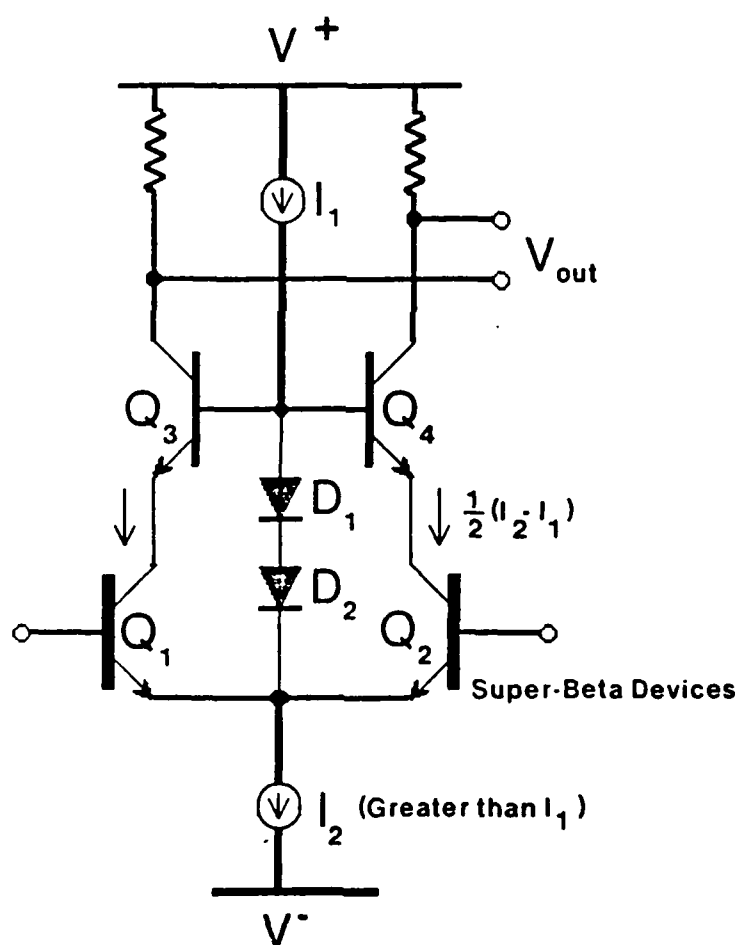 V+
I1
Vout
Q3
Q4
D1
½(I2-I1)
D2
Q1
Q2
Super-Beta Devices
I2 (Greater than I1)
V-